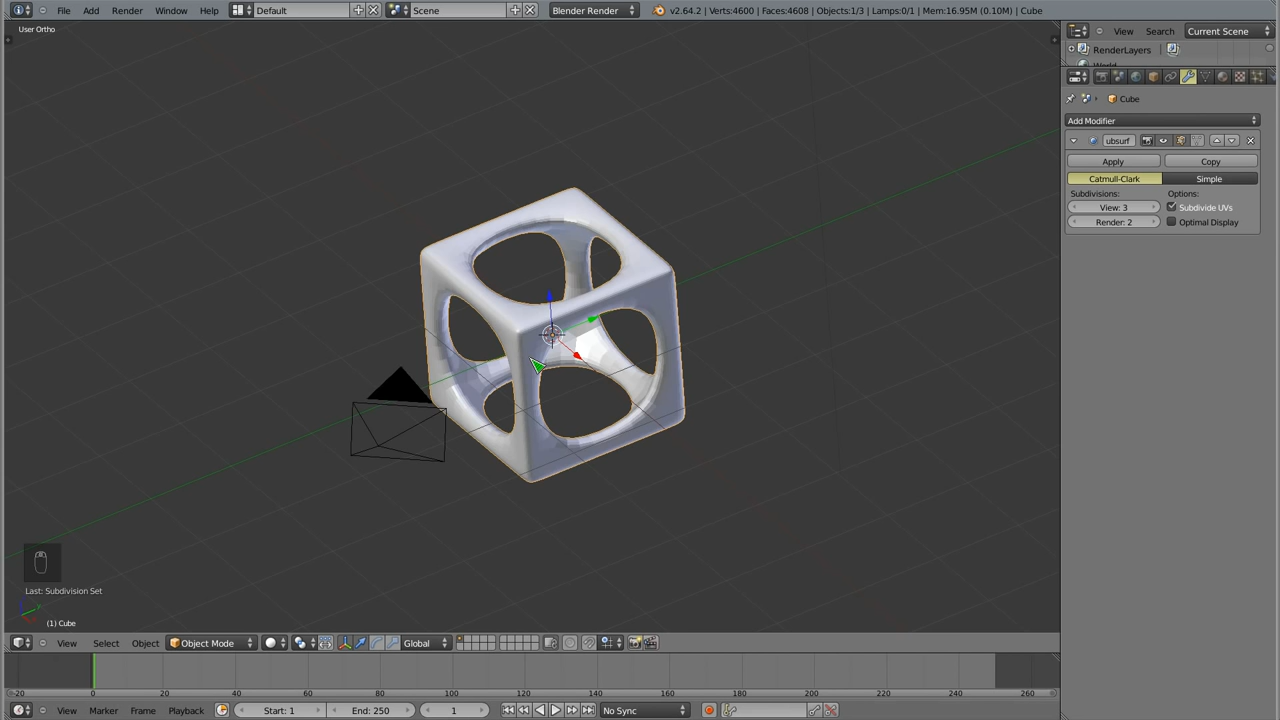 File Add Render Window Help Default Scene Blender Render v2.64.2 | Verts:4600 | Faces:4608 | Objects:1/3 | Lamps:0/1 | Mem:16.95M (0.10M) | Cube
User Ortho
View Search Current Scene
RenderLayers
World
Cube
Add Modifier
ubsurf
Apply Copy
Catmull-Clark Simple
Subdivisions: Options:
View: 3 Subdivide UVs
Render: 2 Optimal Display
Last: Subdivision Set
(1) Cube
View Select Object Object Mode Global
-20 0 20 40 60 80 100 120 140 160 180 200 220 240 260
View Marker Frame Playback Start: 1 End: 250 1 No Sync